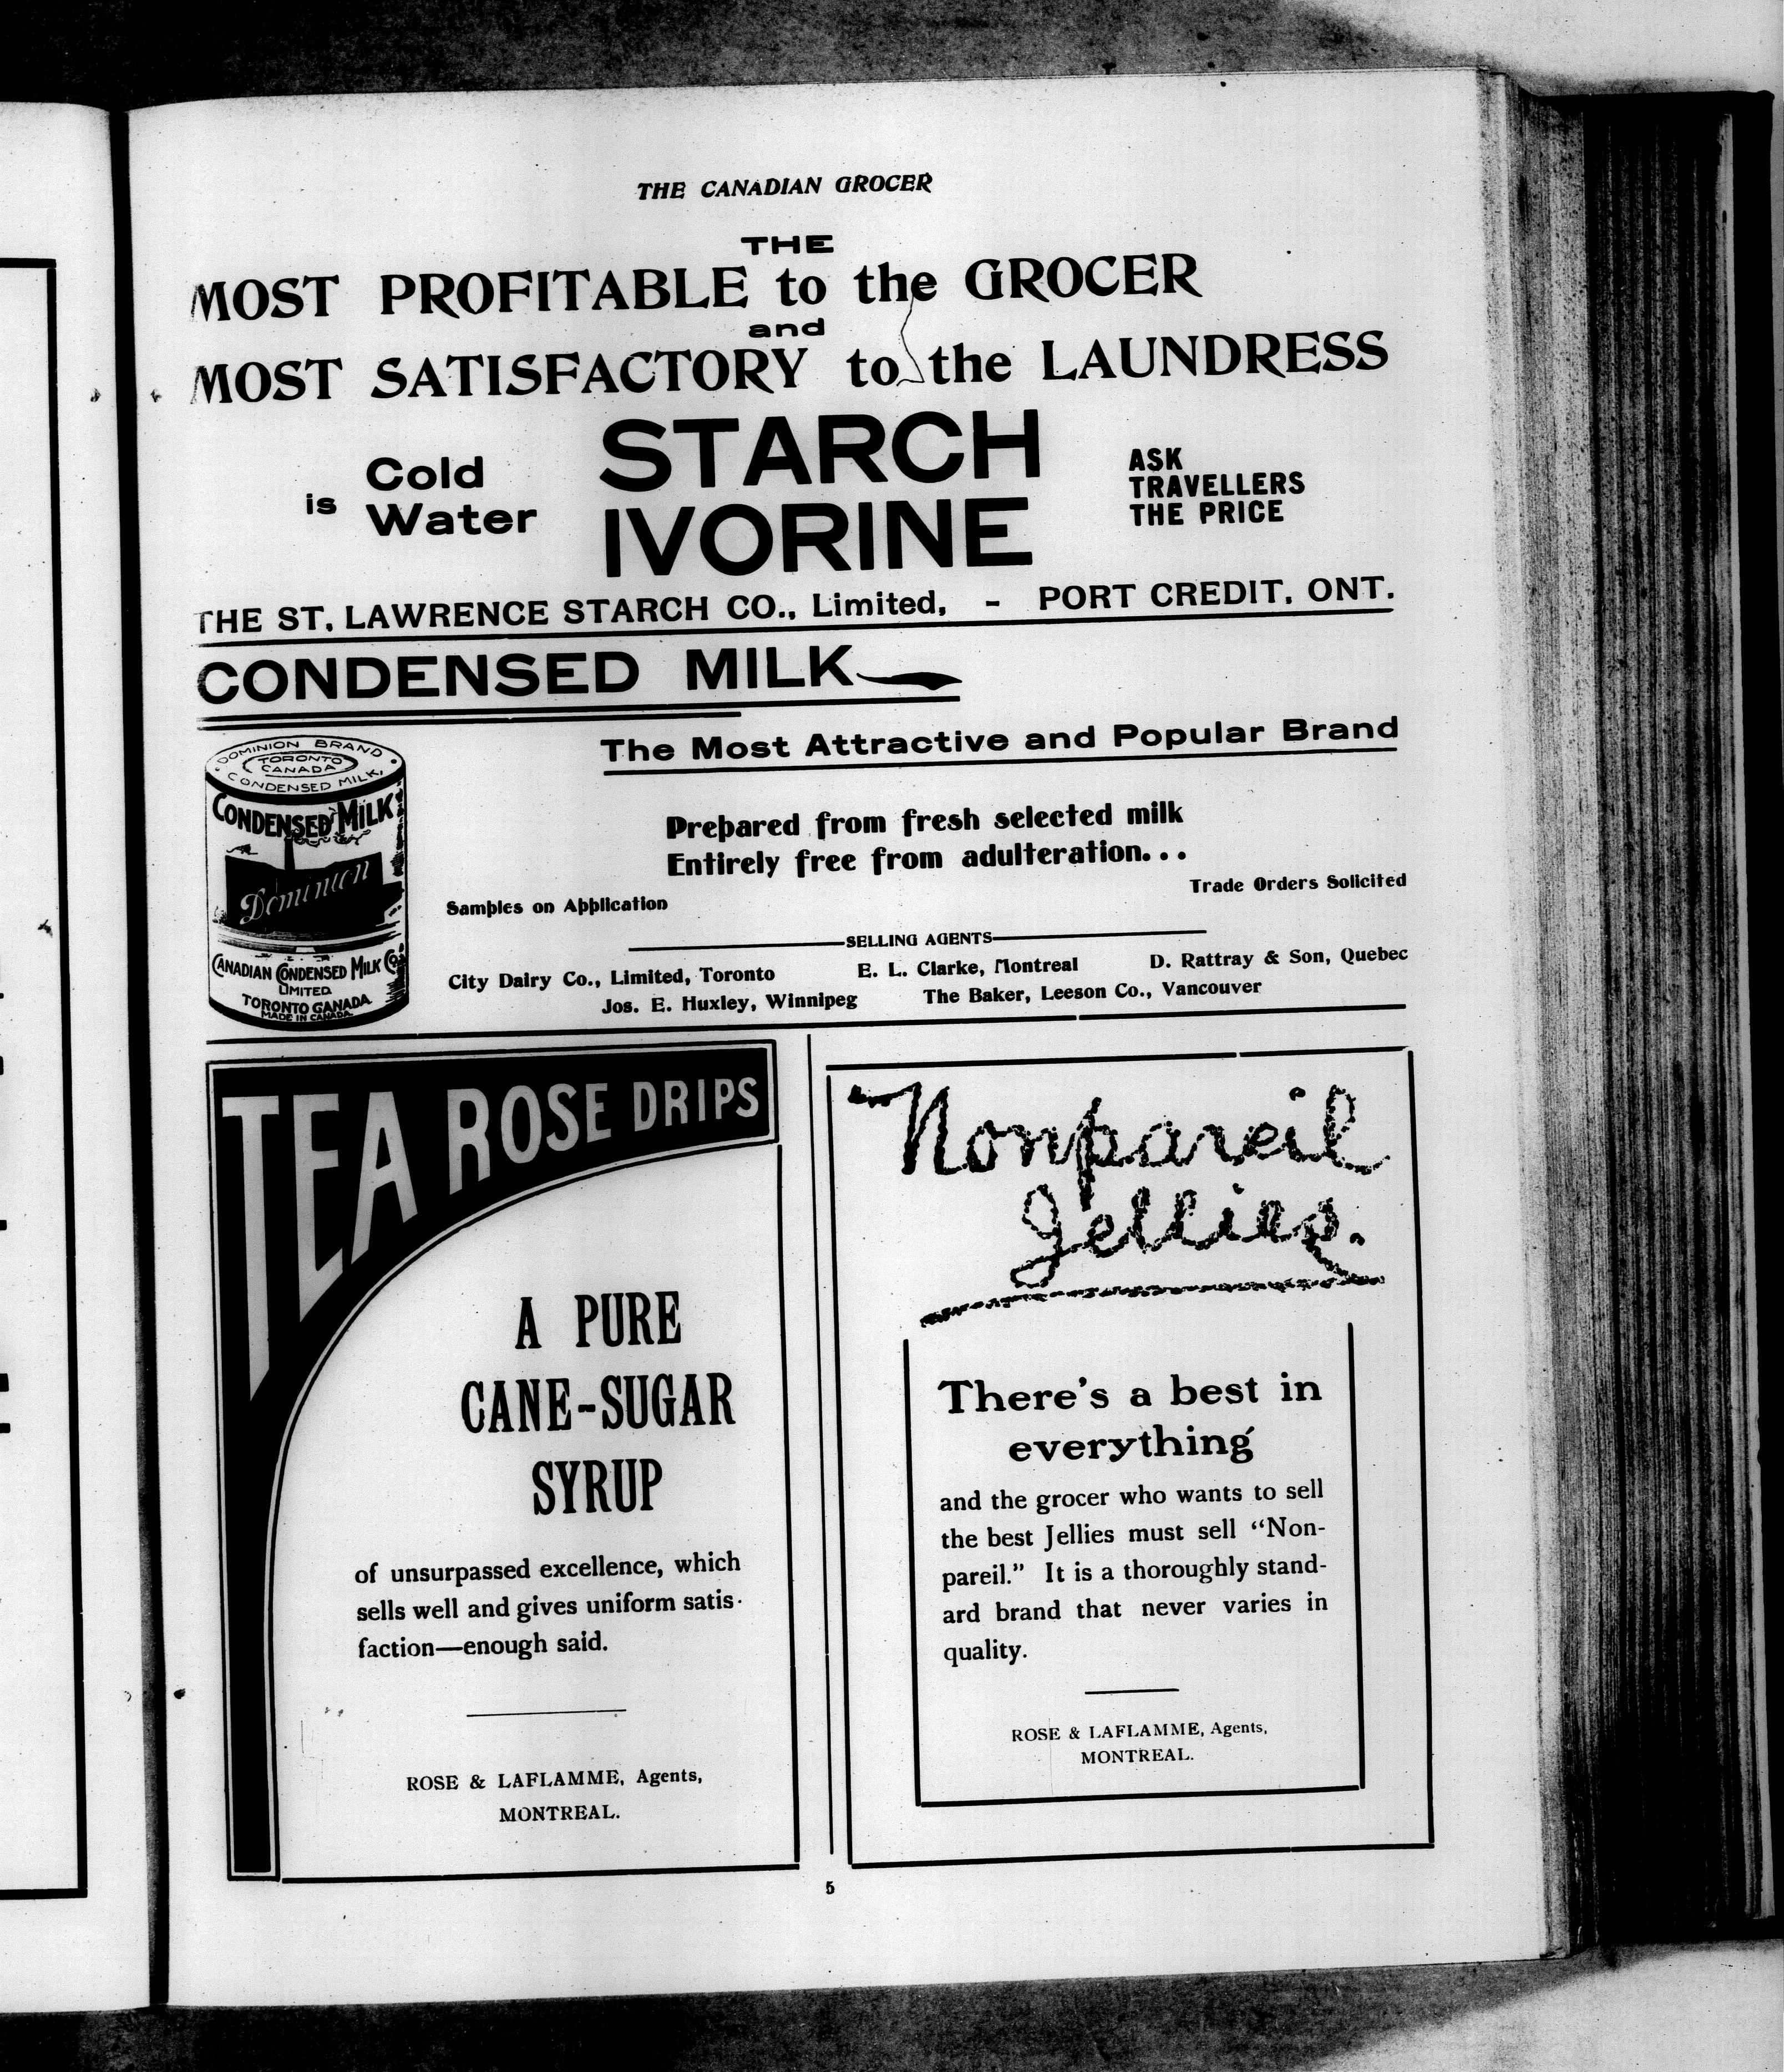 THE CANADIAN GROCER
THE
MOST PROFITABLE to the GROCER
and
MOST SATISFACTORY to the LAUNDRESS
is Cold Water
STARCH
IVORINE
ASK
TRAVELLERS
THE PRICE
THE ST. LAWRENCE STARCH CO., Limited, - PORT CREDIT, ONT.
CONDENSED MILK
DOMINION BRAND
TORONTO
CANADA
CONDENSED MILK,
CONDENSED MILK
Dominion
CANADIAN CONDENSED MILK CO.
LIMITED
TORONTO CANADA
MADE IN CANADA
The Most Attractive and Popular Brand
Prepared from fresh selected milk
Entirely free from adulteration...
Trade Orders Solicited
Samples on Application
SELLING AGENTS
City Dairy Co., Limited, Toronto E. L. Clarke, Montreal D. Rattray & Son, Quebec
Jos. E. Huxley, Winnipeg The Baker, Leeson Co., Vancouver
TEA ROSE DRIPS
A PURE
CANE-SUGAR
SYRUP
of unsurpassed excellence, which
sells well and gives uniform satis-
faction—enough said.
ROSE & LAFLAMME, Agents,
MONTREAL.
Nonpareil
Jellies.
There's a best in
everything
and the grocer who wants to sell
the best Jellies must sell “Non-
pareil.” It is a thoroughly stand-
ard brand that never varies in
quality.
ROSE & LAFLAMME, Agents,
MONTREAL.
5